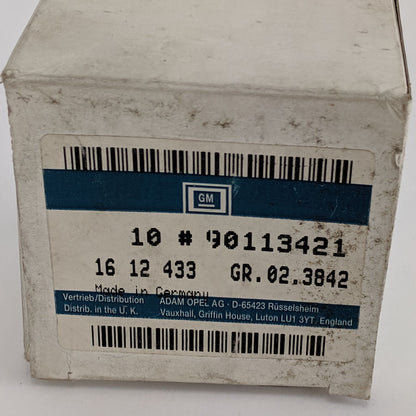 GM
10 # 90113421
16 12 433 GR.02.3842
Made in Germany
Vertrieb/Distribution ADAM OPEL AG · D-65423 Rüsselsheim
Distrib. in the U. K. Vauxhall, Griffin House, Luton LU1 3YT. England